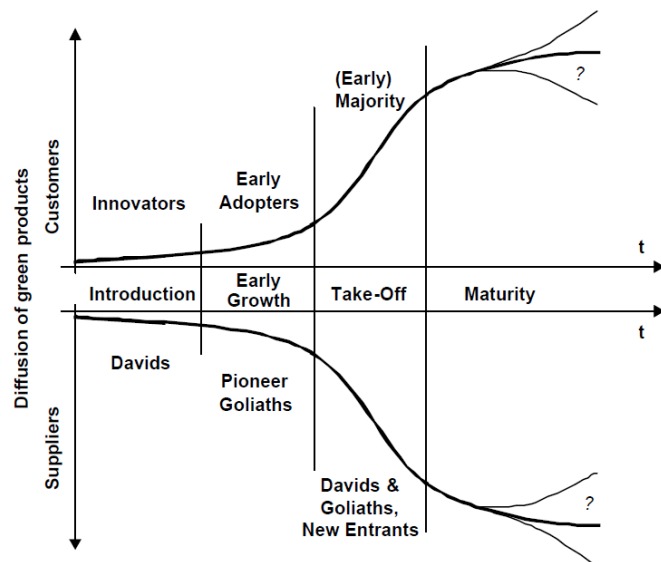 (Early)
Majority
?
Early
Adopters
Innovators
Customers
t
Diffusion of green products
Introduction
Early
Growth
Take-Off
Maturity
t
Davids
Pioneer
Goliaths
Suppliers
Davids &
Goliaths,
New Entrants
?